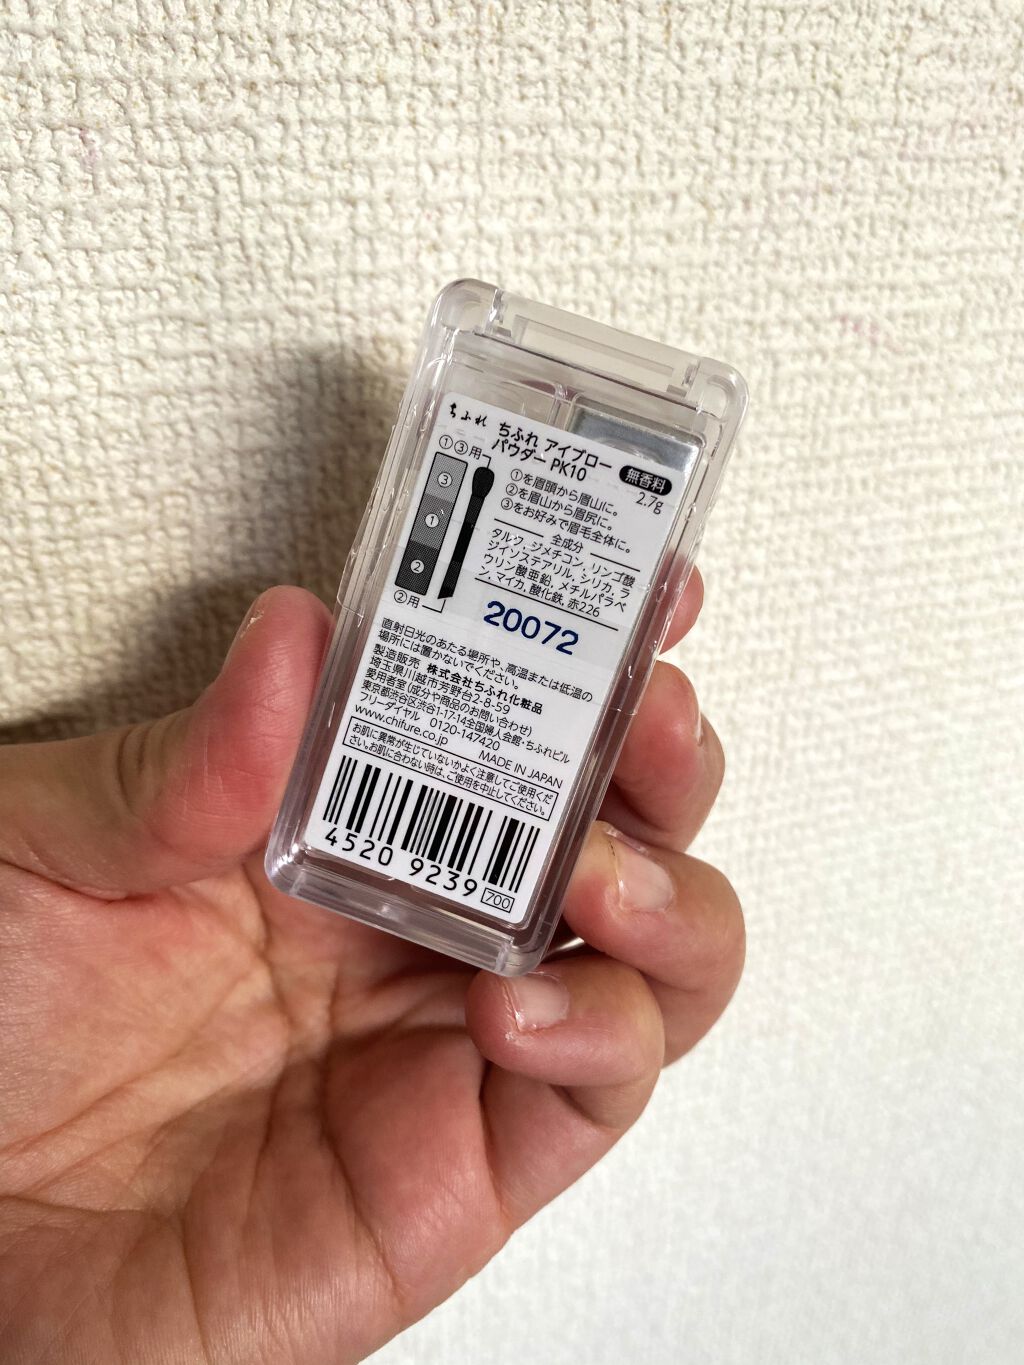 ちふれ
ちふれ アイブロー
パウダー PK10
無香料
2.7g
①③用
③
①
②
②用
①を眉頭から眉山に。
②を眉山から眉尻に。
③をお好みで眉毛全体に。
全成分
タルク, ジメチコン, リンゴ酸
ジイソステアリル, シリカ, ラ
ウリン酸亜鉛, メチルパラベ
ン, マイカ, 酸化鉄, 赤226
20072
直射日光のあたる場所や、高温または低温の
場所には置かないでください。
製造販売 株式会社ちふれ化粧品
埼玉県川越市芳野台2-8-59
愛用者室(成分や商品のお問い合わせ)
東京都渋谷区渋谷1-17-14全国婦人会館・ちふれビル
フリーダイヤル 0120-147420
www.chifure.co.jp
MADE IN JAPAN
お肌に異常が生じていないかよく注意してご使用くだ
さい。お肌に合わない時は、ご使用を中止してください。
4520 9239
700